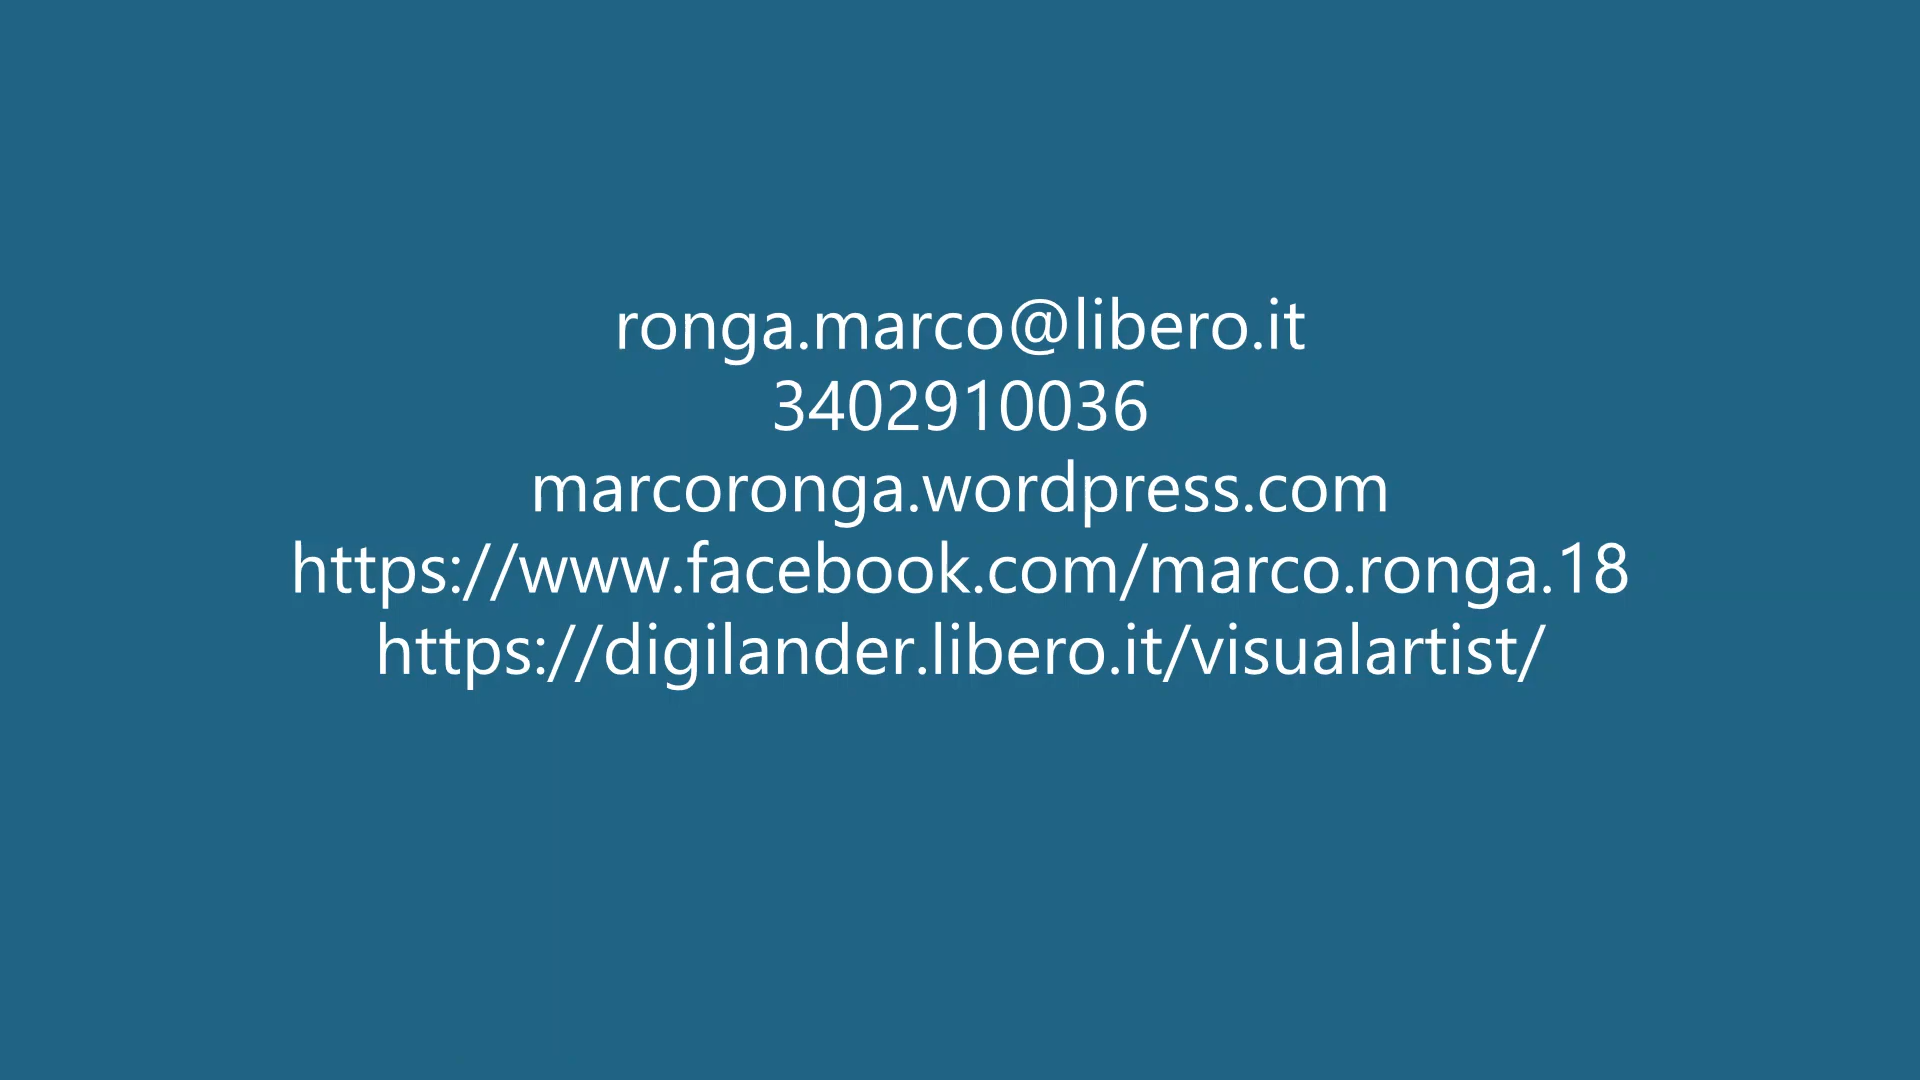 ronga.marco@libero.it
3402910036
marcoronga.wordpress.com
https://www.facebook.com/marco.ronga.18
https://digilander.libero.it/visualartist/